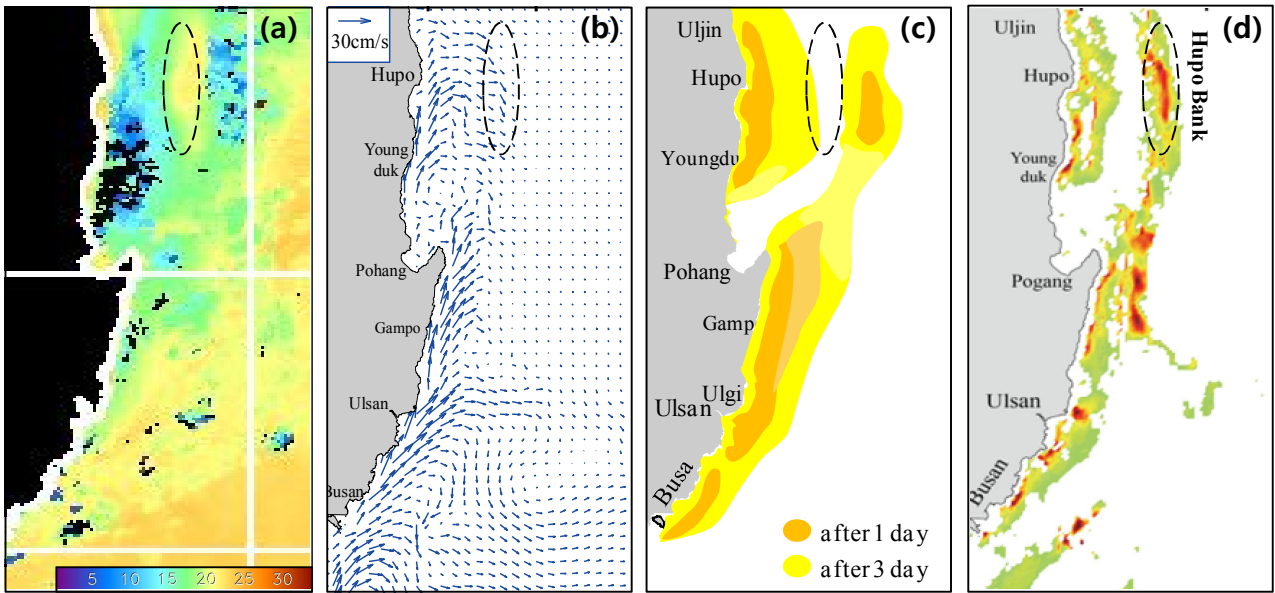 (a)
5 10 15 20 25 30
(b)
30cm/s
Hupo
Young
duk
Pohang
Gampo
Ulsan
Busan
(c)
Uljin
Hupo
Youngdu
Pohang
Gamp
Ulgi
Ulsan
Busa
after 1 day
after 3 day
(d)
Uljin
Hupo
Hupo Bank
Young
duk
Pogang
Ulsan
Busan